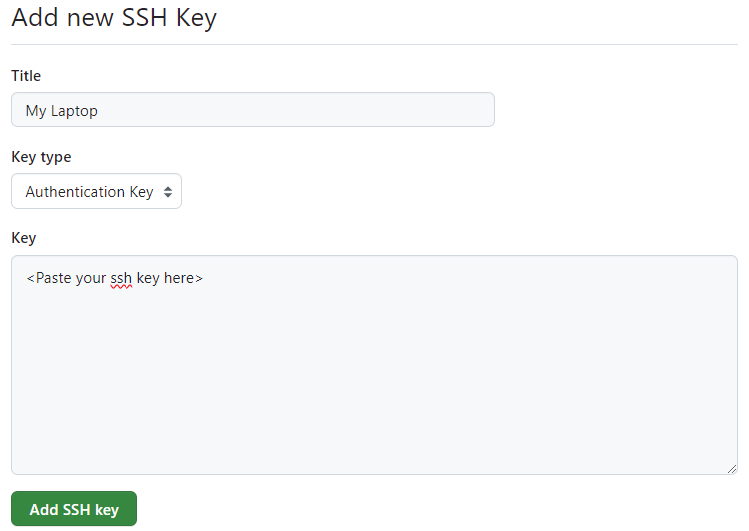 Add new SSH Key
Title
My Laptop
Key type
Authentication Key
Key
<Paste your ssh key here>
Add SSH key